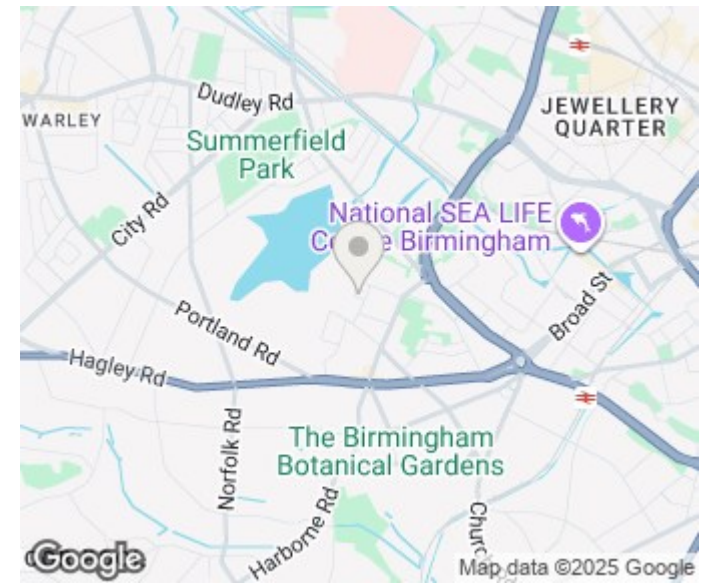 Dudley Rd
WARLEY
JEWELLERY
QUARTER
Summerfield
Park
City Rd
National SEA LIFE
Centre Birmingham
Broad St
Portland Rd
Hagley Rd
Norfolk Rd
The Birmingham
Botanical Gardens
Harborne Rd
Google
Map data ©2025 Google